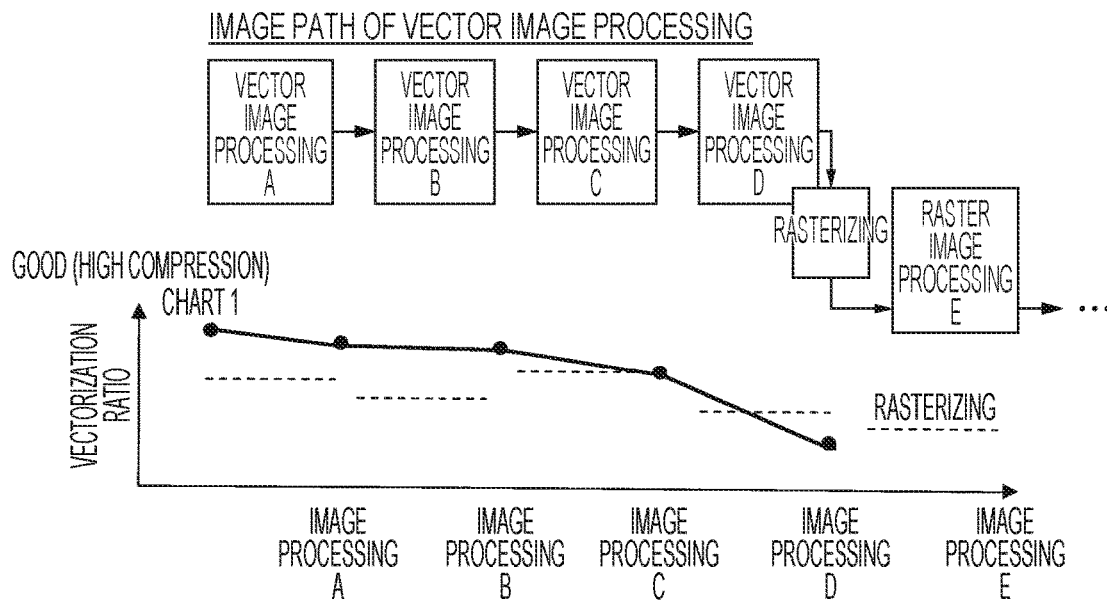 IMAGE PATH OF VECTOR IMAGE PROCESSING
VECTOR
IMAGE
PROCESSING
A
VECTOR
IMAGE
PROCESSING
B
VECTOR
IMAGE
PROCESSING
C
VECTOR
IMAGE
PROCESSING
D
RASTERIZING
RASTER
IMAGE
PROCESSING
E
...
GOOD (HIGH COMPRESSION)
CHART 1
VECTORIZATION
RATIO
RASTERIZING
IMAGE
PROCESSING
A
IMAGE
PROCESSING
B
IMAGE
PROCESSING
C
IMAGE
PROCESSING
D
IMAGE
PROCESSING
E